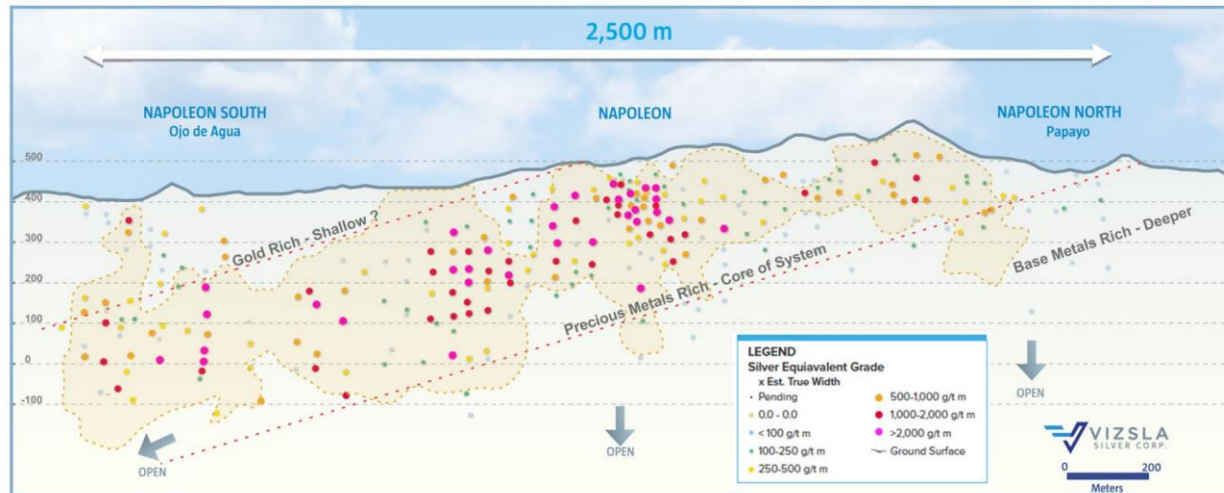 2,500 m
NAPOLEON SOUTH
Ojo de Agua
NAPOLEON
NAPOLEON NORTH
Papayo
500
400
300
200
100
0
-100
Gold Rich - Shallow ?
Precious Metals Rich - Core of System
Base Metals Rich - Deeper
OPEN
OPEN
OPEN
LEGEND
Silver Equiavalent Grade
x Est. True Width
Pending
0.0 - 0.0
<100 g/t m
100-250 g/t m
250-500 g/t m
500-1,000 g/t m
1,000-2,000 g/t m
>2,000 g/t m
Ground Surface
VIZSLA
SILVER CORP.
0 200
Meters